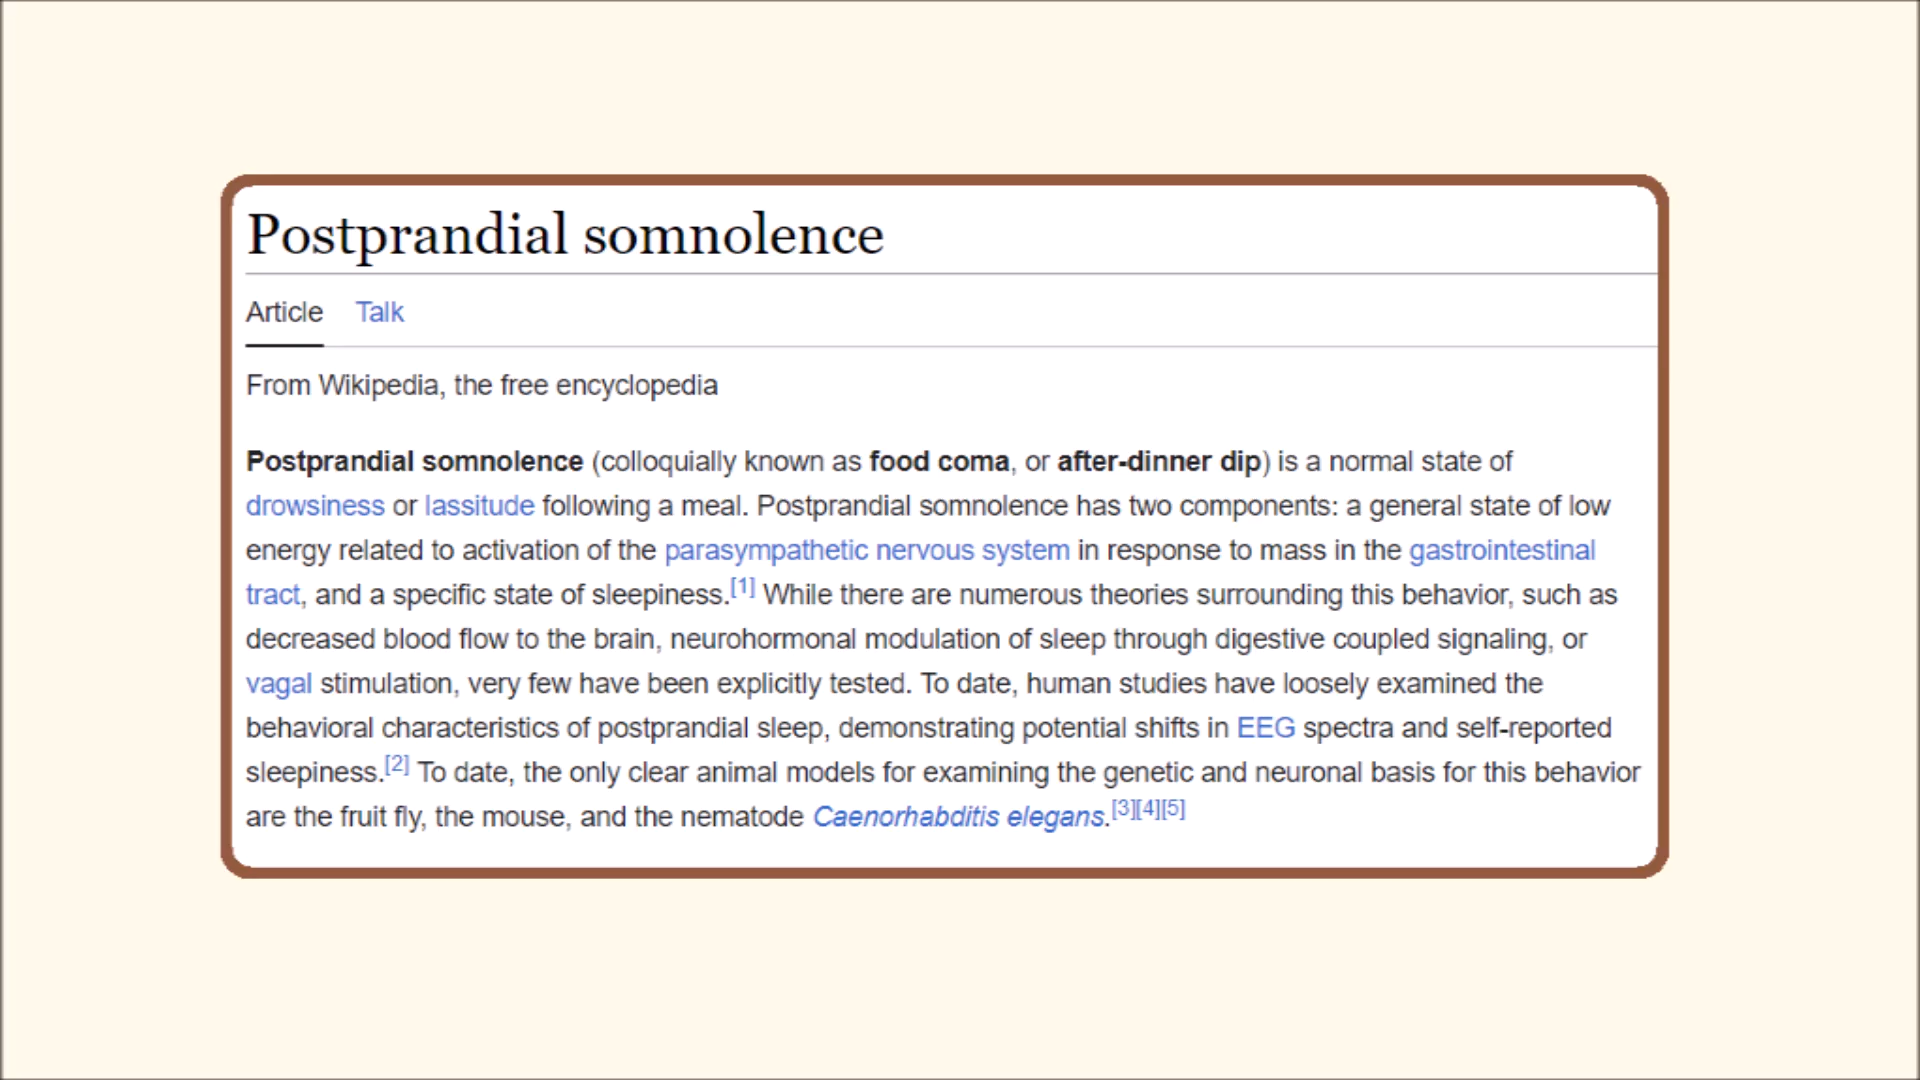 Postprandial somnolence
Article Talk
From Wikipedia, the free encyclopedia
Postprandial somnolence (colloquially known as food coma, or after-dinner dip) is a normal state of
drowsiness or lassitude following a meal. Postprandial somnolence has two components: a general state of low
energy related to activation of the parasympathetic nervous system in response to mass in the gastrointestinal
tract, and a specific state of sleepiness.[1] While there are numerous theories surrounding this behavior, such as
decreased blood flow to the brain, neurohormonal modulation of sleep through digestive coupled signaling, or
vagal stimulation, very few have been explicitly tested. To date, human studies have loosely examined the
behavioral characteristics of postprandial sleep, demonstrating potential shifts in EEG spectra and self-reported
sleepiness.[2] To date, the only clear animal models for examining the genetic and neuronal basis for this behavior
are the fruit fly, the mouse, and the nematode Caenorhabditis elegans.[3][4][5]